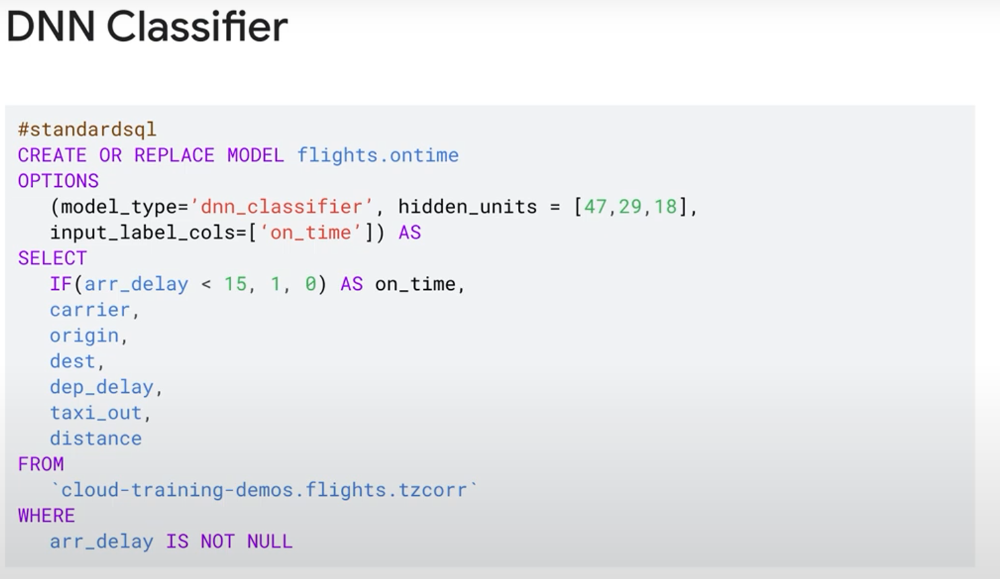 DNN Classifier
#standardsql
CREATE OR REPLACE MODEL flights.ontime
OPTIONS
(model_type=’dnn_classifier’, hidden_units = [47,29,18],
input_label_cols=[‘on_time’]) AS
SELECT
IF(arr_delay < 15, 1, 0) AS on_time,
carrier,
origin,
dest,
dep_delay,
taxi_out,
distance
FROM
`cloud-training-demos.flights.tzcorr`
WHERE
arr_delay IS NOT NULL